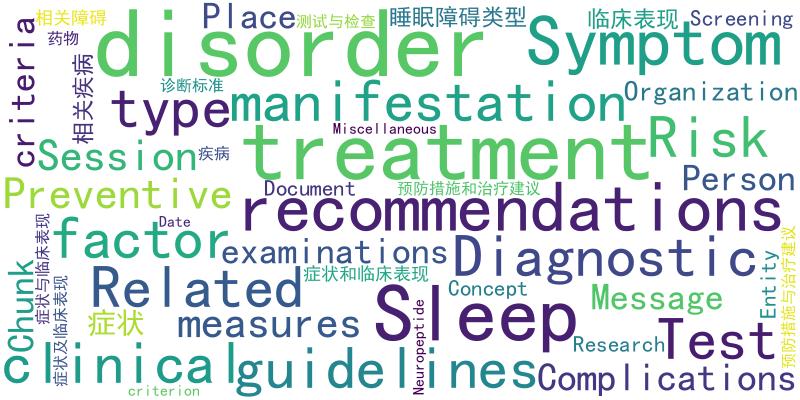 相关障碍
药物
criteria
Place
测试与检查
睡眠障碍类型
临床表现
Screening
disorder
Symptom
相关疾病
诊断标准
type
manifestation
Organization
Miscellaneous
Session
疾病
treatment
Risk
Preventive
Document
预防措施和治疗建议
Person
recommendations
Date
factor
examinations
Diagnostic
症状与临床表现
Chunk
症状及临床表现
Related
症状和临床表现
Concept
Sleep
Message
Entity
预防措施与治疗建议
症状
measures
Neuropeptide
Research
Test
clinical
guidelines
Complications
criterion